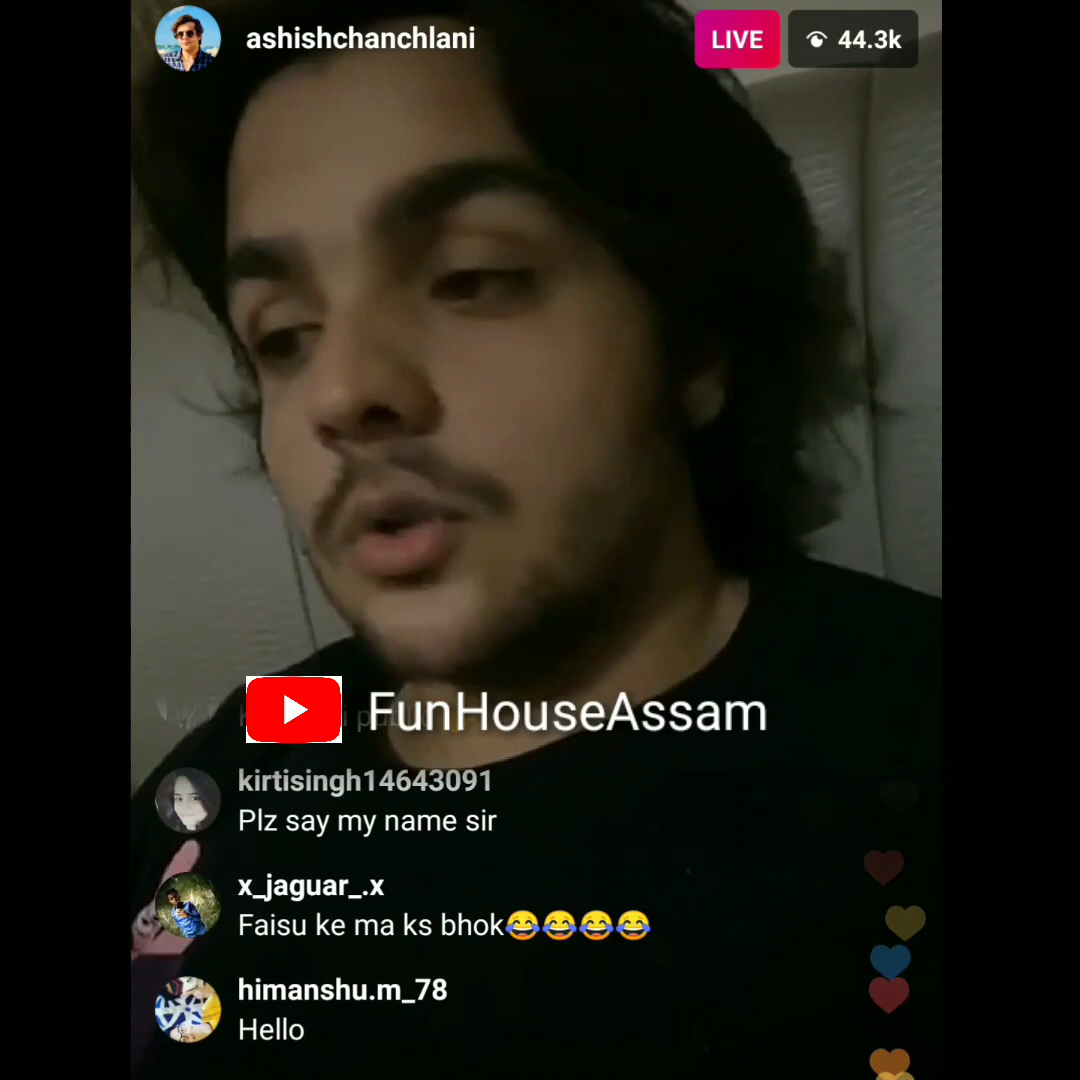 ashishchanchlani
LIVE
44.3k
FunHouseAssam
kirtisingh14643091
Plz say my name sir
x_jaguar_.x
Faisu ke ma ks bhok😂😂😂😂
himanshu.m_78
Hello